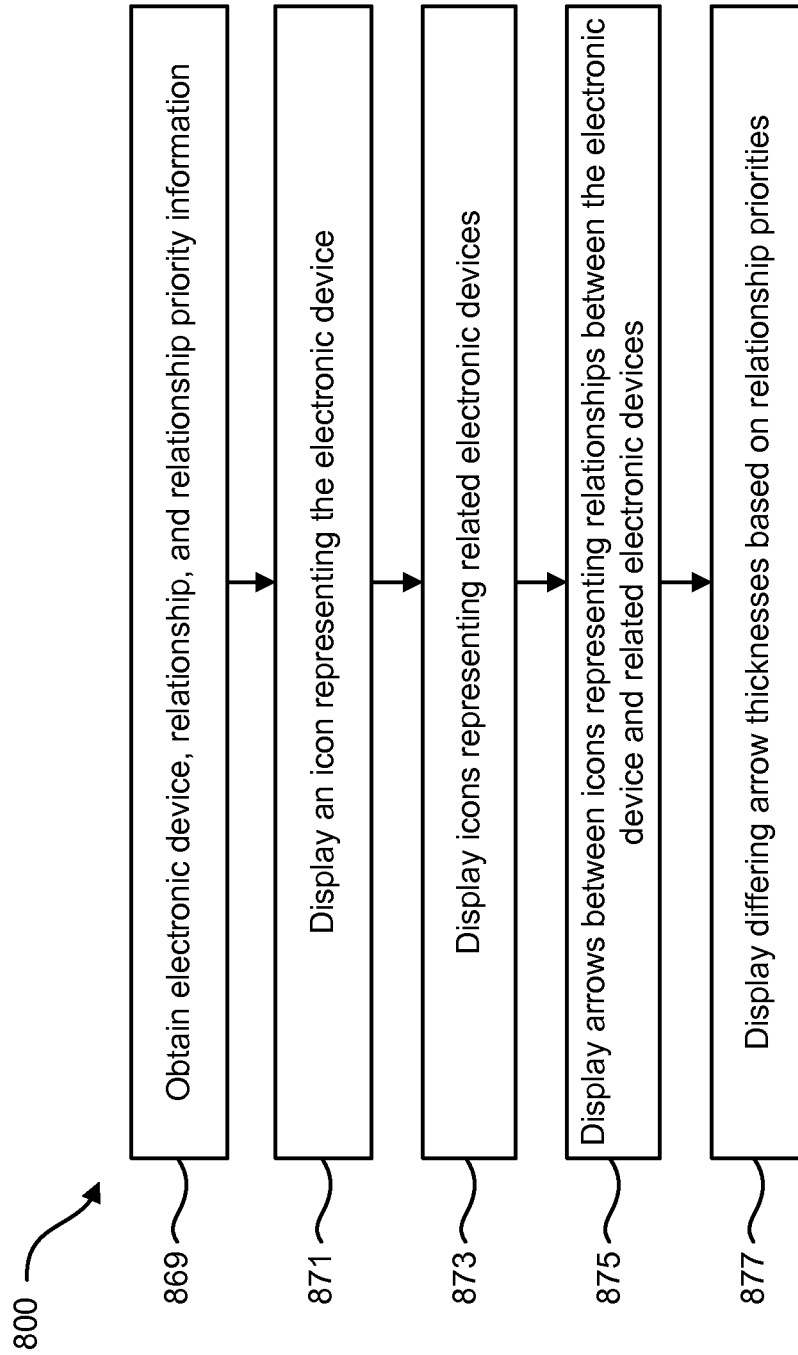 800
869
Obtain electronic device, relationship, and relationship priority information
871
Display an icon representing the electronic device
873
Display icons representing related electronic devices
875
Display arrows between icons representing relationships between the electronic
device and related electronic devices
877
Display differing arrow thicknesses based on relationship priorities